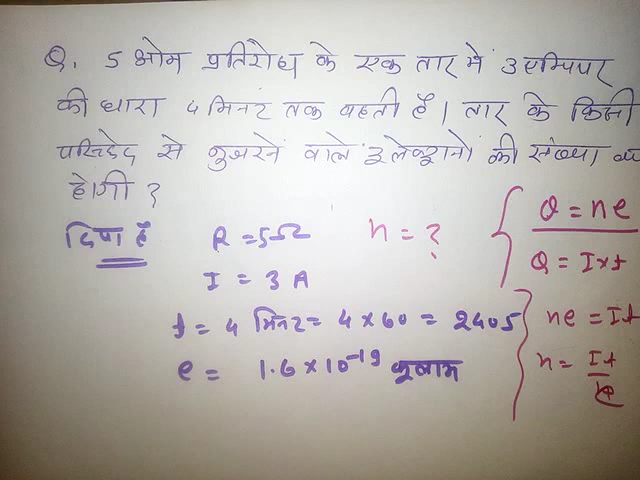 Q. 5 ओम प्रतिरोध के एक तार में 3 एम्पियर
की धारा 4 मिनट तक बहती है। तार के किसी
परिच्छेद से गुजरने वाले इलेक्ट्रानों की संख्या
होगी ?
दिया है R = 5Ω n = ? Q = ne
I = 3 A Q = I×t
t = 4 मिनट = 4 × 60 = 240S ne = It
e = 1.6 × 10⁻¹⁹ कूलाम n = It/e